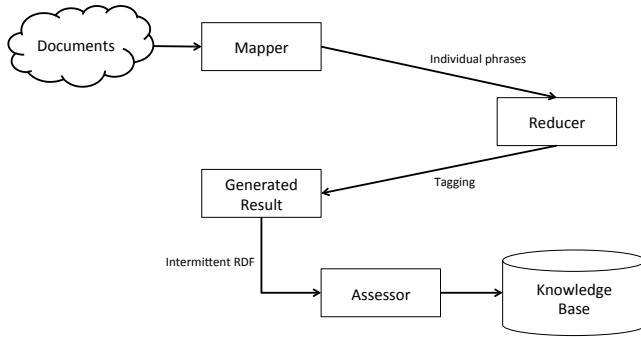 Documents
Mapper
Individual phrases
Reducer
Tagging
Generated
Result
Intermittent RDF
Assessor
Knowledge
Base